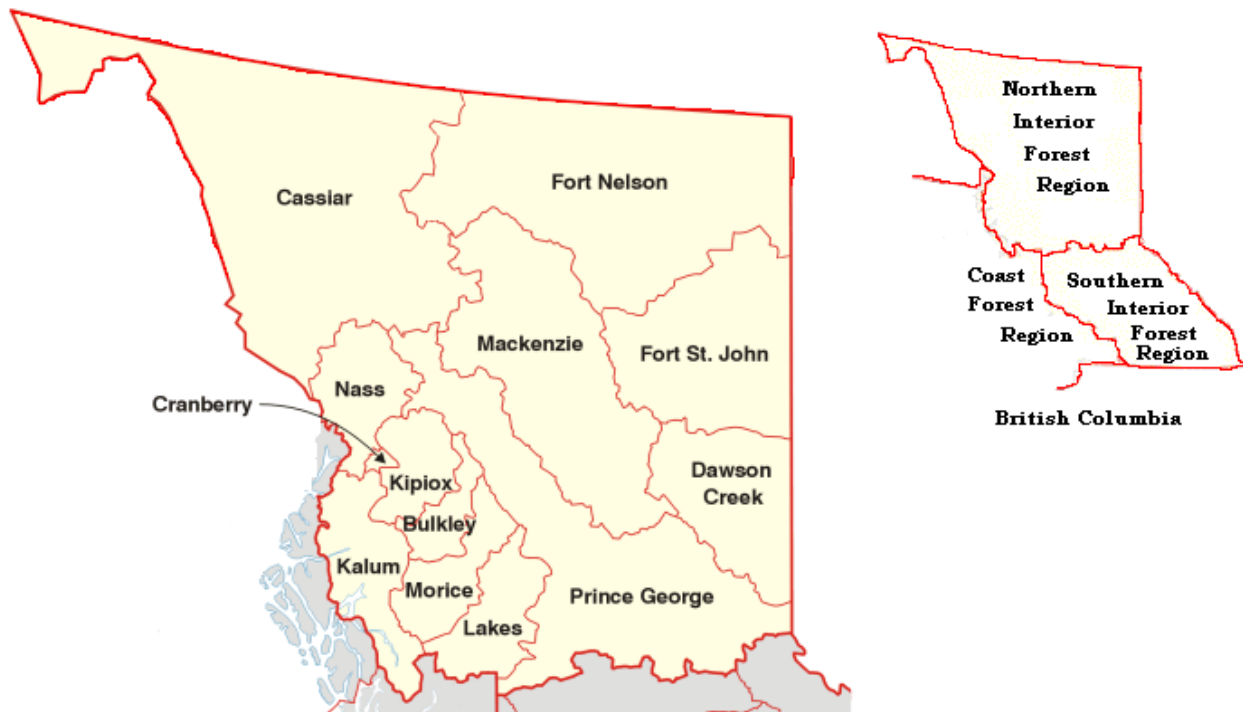 Cassiar
Fort Nelson
Mackenzie
Fort St. John
Nass
Cranberry
Dawson
Creek
Kipiox
Bulkley
Kalum
Morice
Prince George
Lakes
Northern
Interior
Forest
Region
Coast
Forest
Region
Southern
Interior
Forest
Region
British Columbia